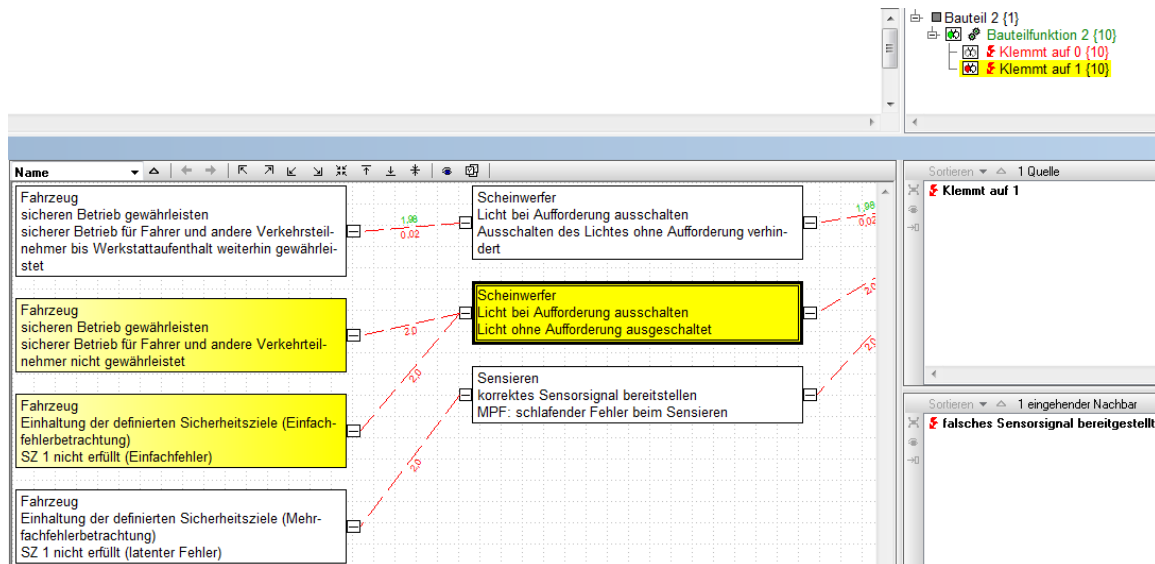 Bauteil 2 {1}
Bauteilfunktion 2 {10}
Klemmt auf 0 {10}
Klemmt auf 1 {10}
Name
Fahrzeug
sicheren Betrieb gewährleisten
sicherer Betrieb für Fahrer und andere Verkehrsteil-
nehmer bis Werkstattaufenthalt weiterhin gewährlei-
stet
1,98
0,02
Scheinwerfer
Licht bei Aufforderung ausschalten
Ausschalten des Lichtes ohne Aufforderung verhin-
dert
1,98
0,02
Fahrzeug
sicheren Betrieb gewährleisten
sicherer Betrieb für Fahrer und andere Verkehrteil-
nehmer nicht gewährleistet
2,0
Scheinwerfer
Licht bei Aufforderung ausschalten
Licht ohne Aufforderung ausgeschaltet
2,0
Fahrzeug
Einhaltung der definierten Sicherheitsziele (Einfach-
fehlerbetrachtung)
SZ 1 nicht erfüllt (Einfachfehler)
2,0
Sensieren
korrektes Sensorsignal bereitstellen
MPF: schlafender Fehler beim Sensieren
2,0
Fahrzeug
Einhaltung der definierten Sicherheitsziele (Mehr-
fachfehlerbetrachtung)
SZ 1 nicht erfüllt (latenter Fehler)
2,0
Sortieren 1 Quelle
Klemmt auf 1
Sortieren 1 eingehender Nachbar
falsches Sensorsignal bereitgestellt